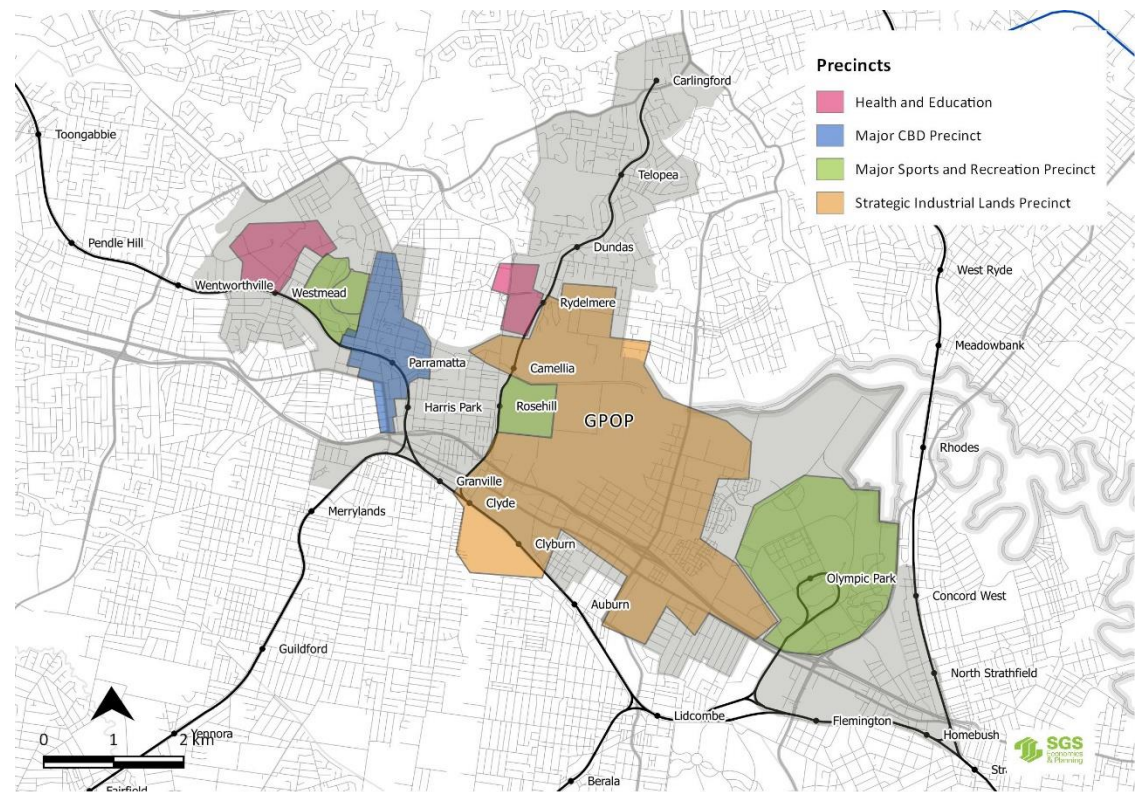 Precincts
Health and Education
Major CBD Precinct
Major Sports and Recreation Precinct
Strategic Industrial Lands Precinct
Carlingford
Toongabbie
Telopea
Pendle Hill
Dundas
West Ryde
Wentworthville
Westmead
Rydelmere
Meadowbank
Parramatta
Camellia
Harris Park
Rosehill
GPOP
Rhodes
Granville
Clyde
Merrylands
Clyburn
Olympic Park
Auburn
Concord West
Guildford
North Strathfield
Lidcombe
Flemington
Yennora
Homebush
0 1 2 km
Str
SGS
Economics
& Planning
Berala
Fairfield